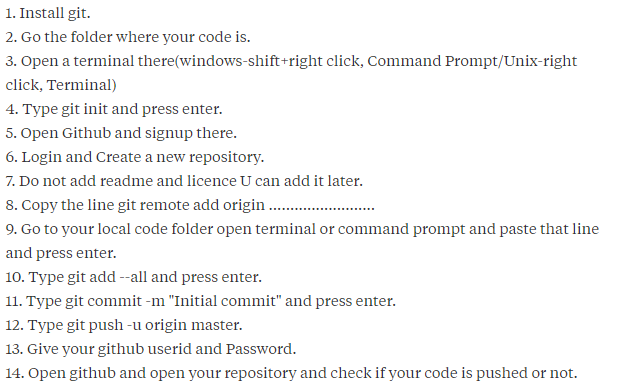 1. Install git.
2. Go the folder where your code is.
3. Open a terminal there(windows-shift+right click, Command Prompt/Unix-right
click, Terminal)
4. Type git init and press enter.
5. Open Github and signup there.
6. Login and Create a new repository.
7. Do not add readme and licence U can add it later.
8. Copy the line git remote add origin .........................
9. Go to your local code folder open terminal or command prompt and paste that line
and press enter.
10. Type git add --all and press enter.
11. Type git commit -m "Initial commit" and press enter.
12. Type git push -u origin master.
13. Give your github userid and Password.
14. Open github and open your repository and check if your code is pushed or not.